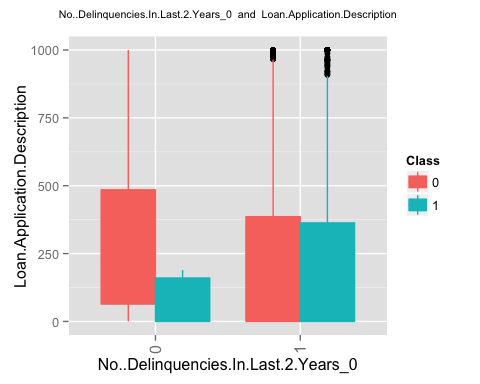 No..Delinquencies.In.Last.2.Years_0 and Loan.Application.Description
1000
750
500
250
0
Loan.Application.Description
0
1
No..Delinquencies.In.Last.2.Years_0
Class
0
1